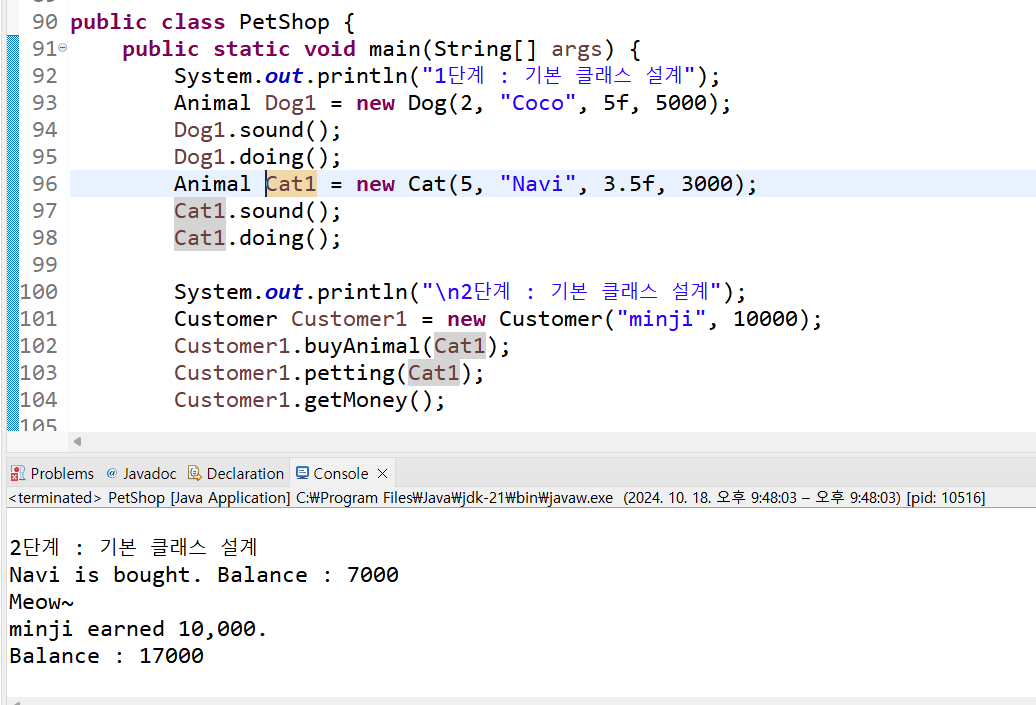 90 public class PetShop {
91 public static void main(String[] args) {
92 System.out.println("1단계 : 기본 클래스 설계");
93 Animal Dog1 = new Dog(2, "Coco", 5f, 5000);
94 Dog1.sound();
95 Dog1.doing();
96 Animal Cat1 = new Cat(5, "Navi", 3.5f, 3000);
97 Cat1.sound();
98 Cat1.doing();
99
100 System.out.println("\n2단계 : 기본 클래스 설계");
101 Customer Customer1 = new Customer("minji", 10000);
102 Customer1.buyAnimal(Cat1);
103 Customer1.petting(Cat1);
104 Customer1.getMoney();
105
Problems @ Javadoc Declaration Console
<terminated> PetShop [Java Application] C:₩Program Files₩Java₩jdk-21₩bin₩javaw.exe (2024. 10. 18. 오후 9:48:03 – 오후 9:48:03) [pid: 10516]
2단계 : 기본 클래스 설계
Navi is bought. Balance : 7000
Meow~
minji earned 10,000.
Balance : 17000